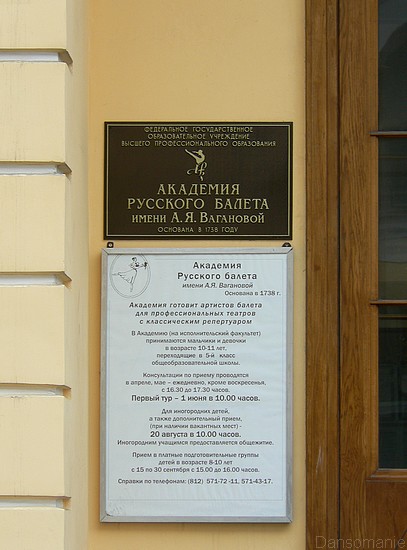 ФЕДЕРАЛЬНОЕ ГОСУДАРСТВЕННОЕ
ОБРАЗОВАТЕЛЬНОЕ УЧРЕЖДЕНИЕ
ВЫСШЕГО ПРОФЕССИОНАЛЬНОГО ОБРАЗОВАНИЯ
АКАДЕМИЯ
РУССКОГО БАЛЕТА
ИМЕНИ А.Я. ВАГАНОВОЙ
ОСНОВАНА В 1738 ГОДУ
Академия
Русского балета
имени А.Я. Вагановой
Основана в 1738 г.
Академия готовит артистов балета
для профессиональных театров
с классическим репертуаром
В Академию (на исполнительский факультет)
принимаются мальчики и девочки
в возрасте 10-11 лет,
переходящие в 5-й класс
общеобразовательной школы.
Консультации по приему проводятся
в апреле, мае – ежедневно, кроме воскресенья,
с 16.30 до 17.30 часов.
Первый тур – 1 июня в 10.00 часов.
Для иногородних детей,
а также дополнительный прием,
(при наличии вакантных мест) -
20 августа в 10.00 часов.
Иногородним учащимся предоставляется общежитие.
Прием в платные подготовительные группы
детей в возрасте 8-10 лет
с 15 по 30 сентября с 15.00 до 16.00 часов.
Справки по телефонам: (812) 571-72 -11, 571-43-17.
Dansomanie